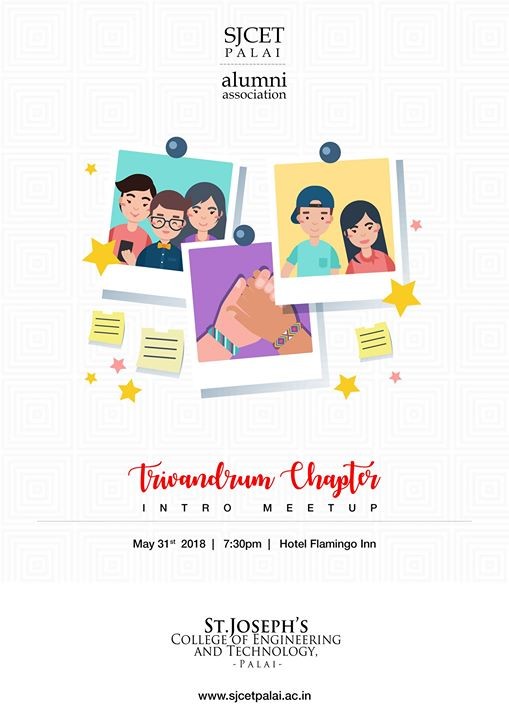 SJCET
PALAI
alumni
association
Trivandrum Chapter
INTRO MEETUP
May 31st 2018 | 7:30pm | Hotel Flamingo Inn
ST.JOSEPH'S
COLLEGE OF ENGINEERING
AND TECHNOLOGY,
-PALAI-
www.sjcetpalai.ac.in